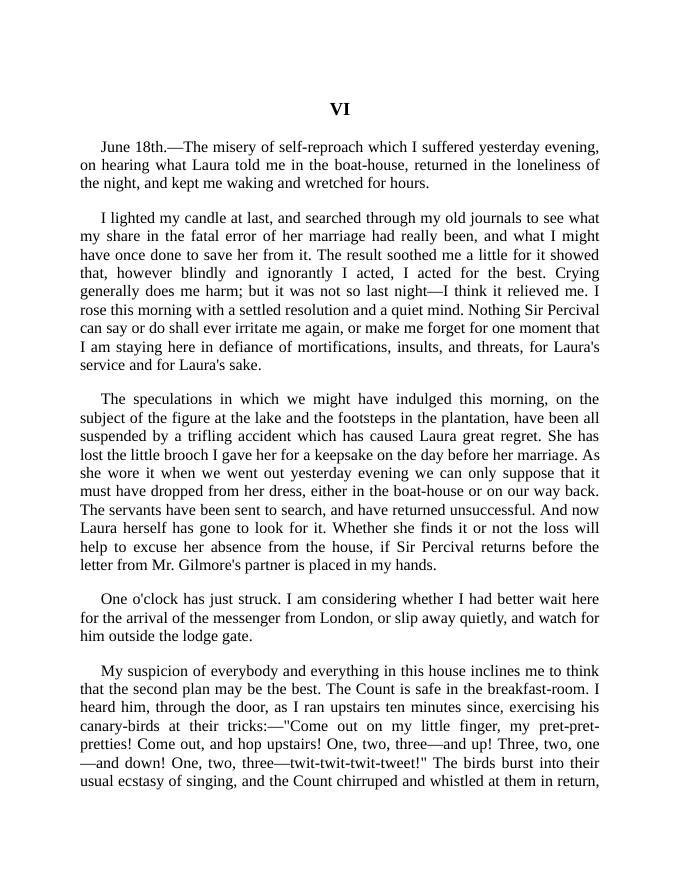 VI
June 18th.—The misery of self-reproach which I suffered yesterday evening,
on hearing what Laura told me in the boat-house, returned in the loneliness of
the night, and kept me waking and wretched for hours.
I lighted my candle at last, and searched through my old journals to see what
my share in the fatal error of her marriage had really been, and what I might
have once done to save her from it. The result soothed me a little for it showed
that, however blindly and ignorantly I acted, I acted for the best. Crying
generally does me harm; but it was not so last night—I think it relieved me. I
rose this morning with a settled resolution and a quiet mind. Nothing Sir Percival
can say or do shall ever irritate me again, or make me forget for one moment that
I am staying here in defiance of mortifications, insults, and threats, for Laura's
service and for Laura's sake.
The speculations in which we might have indulged this morning, on the
subject of the figure at the lake and the footsteps in the plantation, have been all
suspended by a trifling accident which has caused Laura great regret. She has
lost the little brooch I gave her for a keepsake on the day before her marriage. As
she wore it when we went out yesterday evening we can only suppose that it
must have dropped from her dress, either in the boat-house or on our way back.
The servants have been sent to search, and have returned unsuccessful. And now
Laura herself has gone to look for it. Whether she finds it or not the loss will
help to excuse her absence from the house, if Sir Percival returns before the
letter from Mr. Gilmore's partner is placed in my hands.
One o'clock has just struck. I am considering whether I had better wait here
for the arrival of the messenger from London, or slip away quietly, and watch for
him outside the lodge gate.
My suspicion of everybody and everything in this house inclines me to think
that the second plan may be the best. The Count is safe in the breakfast-room. I
heard him, through the door, as I ran upstairs ten minutes since, exercising his
canary-birds at their tricks:—"Come out on my little finger, my pret-pret-
pretties! Come out, and hop upstairs! One, two, three—and up! Three, two, one
—and down! One, two, three—twit-twit-twit-tweet!" The birds burst into their
usual ecstasy of singing, and the Count chirruped and whistled at them in return,